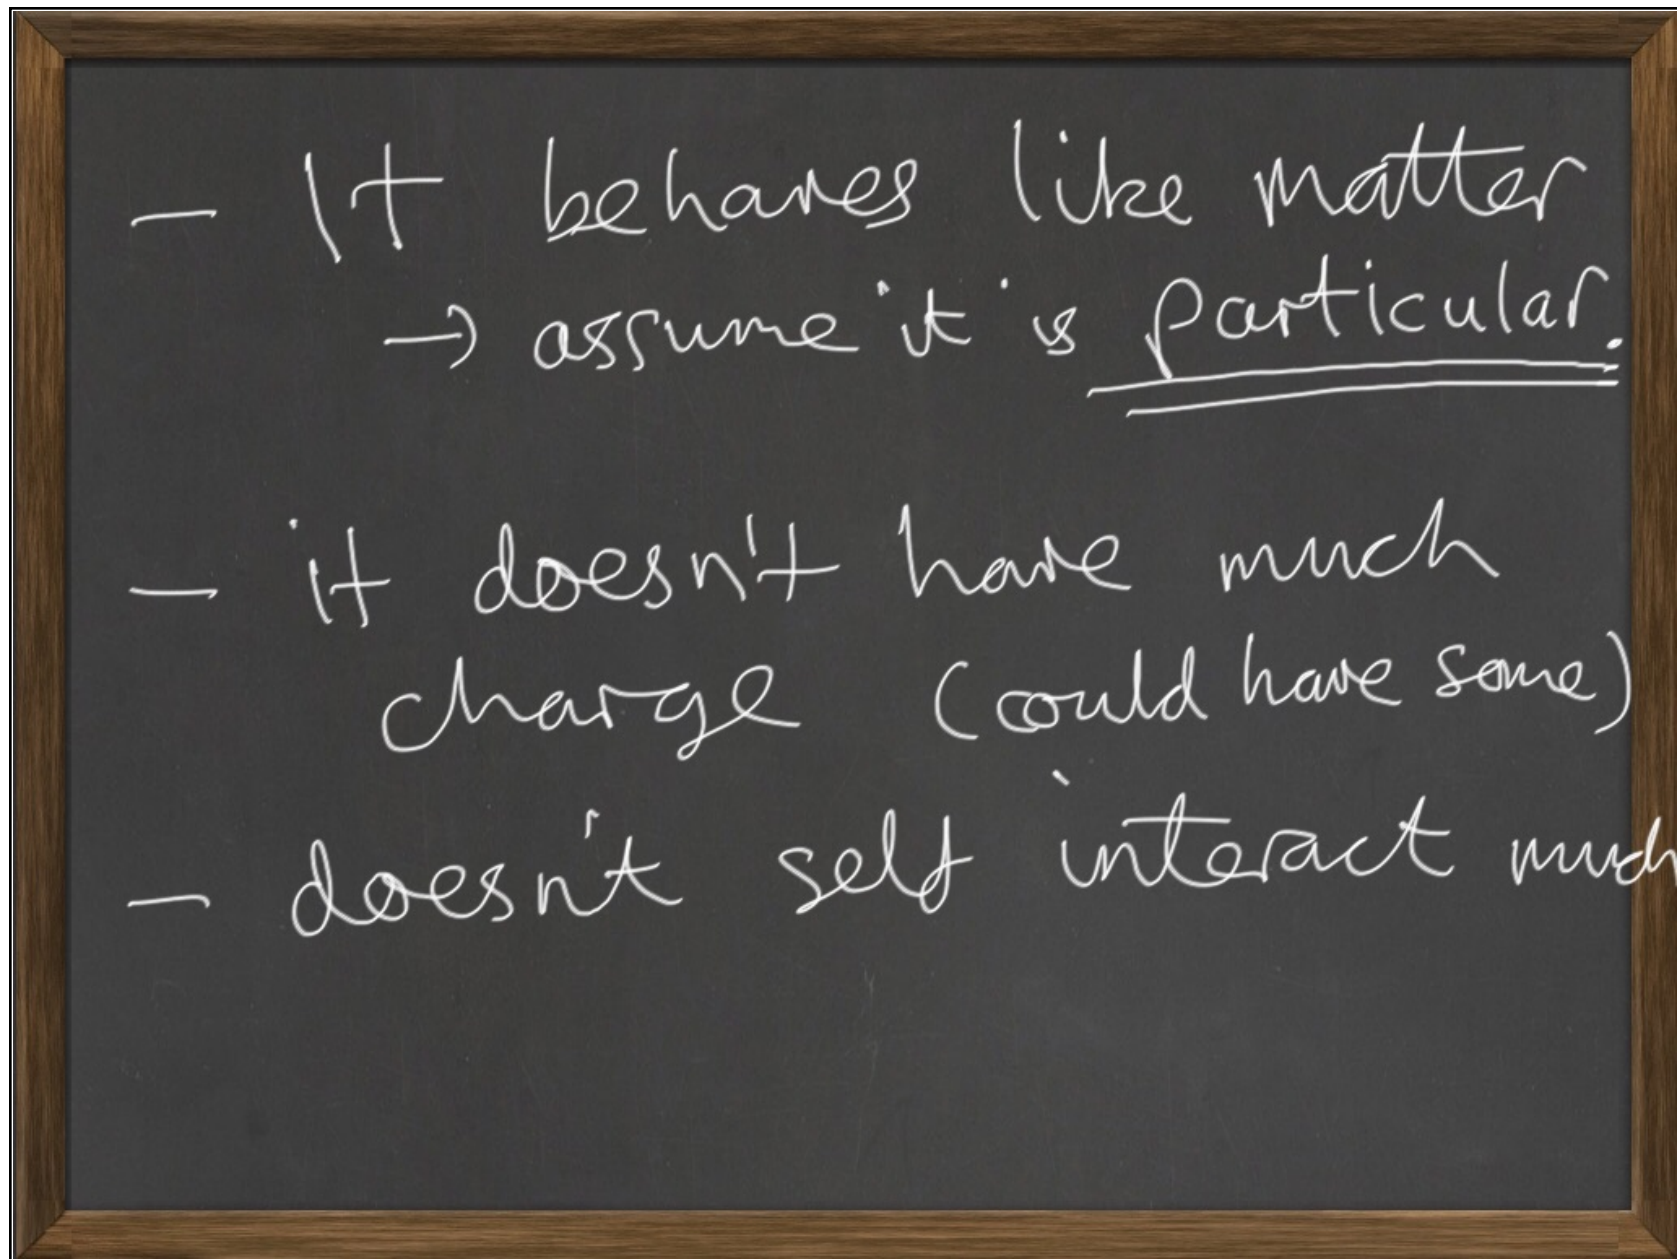 - It behaves like matter
→ assume it is particular.
- it doesn't have much
charge (could have some)
- doesn't self interact much